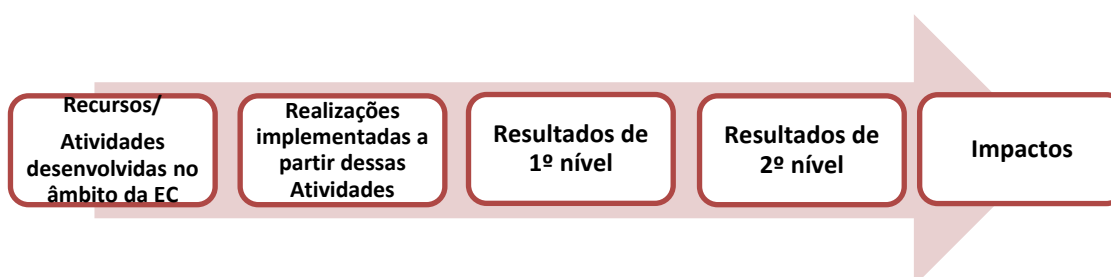 Recursos/
Atividades
desenvolvidas no
âmbito da EC
Realizações
implementadas a
partir dessas
Atividades
Resultados de
1º nível
Resultados de
2º nível
Impactos